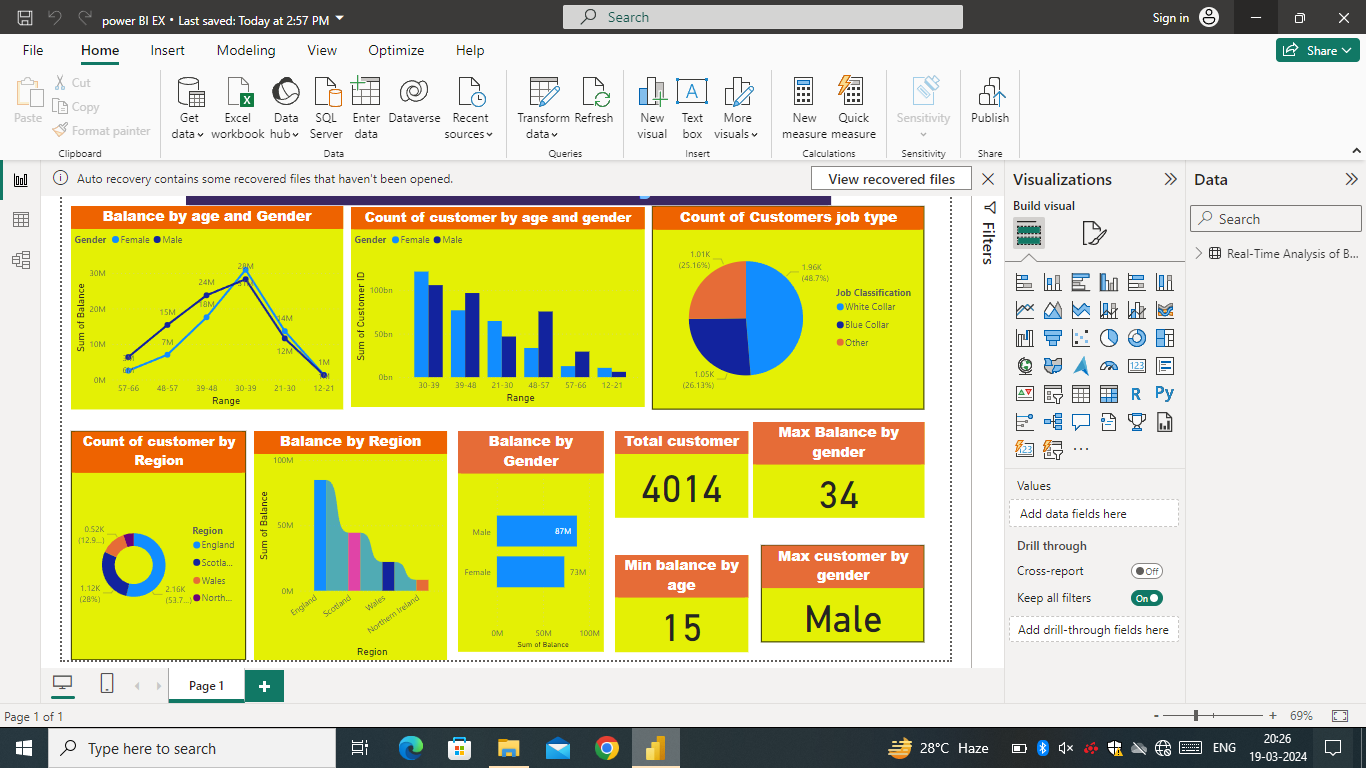 power BI EX • Last saved: Today at 2:57 PM
Search
Sign in
File
Home
Insert
Modeling
View
Optimize
Help
Share
Paste
Cut
Copy
Format painter
Clipboard
Get data
Excel workbook
Data hub
SQL Server
Enter data
Dataverse
Recent sources
Data
Transform data
Refresh
Queries
New visual
Text box
More visuals
Insert
New measure
Quick measure
Calculations
Sensitivity
Sensitivity
Publish
Share
Auto recovery contains some recovered files that haven't been opened.
View recovered files
Balance by age and Gender
Gender Female Male
Sum of Balance
30M
20M
10M
0M
15M
7M
24M
18M
14M
12M
1M
57-66 48-57 39-48 30-39 21-30 12-21
Range
Count of customer by age and gender
Gender Female Male
Sum of Customer ID
100bn
50bn
0bn
30-39 39-48 21-30 48-57 57-66 12-21
Range
Count of Customers job type
1.01K
(25.16%)
1.96K
(48.7%)
1.05K
(26.13%)
Job Classification
White Collar
Blue Collar
Other
Count of customer by
Region
0.52K
(12.9...)
1.12K
(28%)
2.16K
(53.7...)
Region
England
Scotla...
Wales
North...
Balance by Region
Sum of Balance
100M
50M
0M
England
Scotland
Wales
Northern Ireland
Region
Balance by
Gender
Male
87M
Female
73M
0M 50M 100M
Sum of Balance
Total customer
4014
Max Balance by
gender
34
Min balance by
age
15
Max customer by
gender
Male
Filters
Visualizations
Build visual
R
Py
123
Values
Add data fields here
Drill through
Cross-report
Off
Keep all filters
On
Add drill-through fields here
Data
Search
Real-Time Analysis of B...
Page 1
Page 1 of 1
- + 69%
Type here to search
28°C Haze
ENG
20:26
19-03-2024